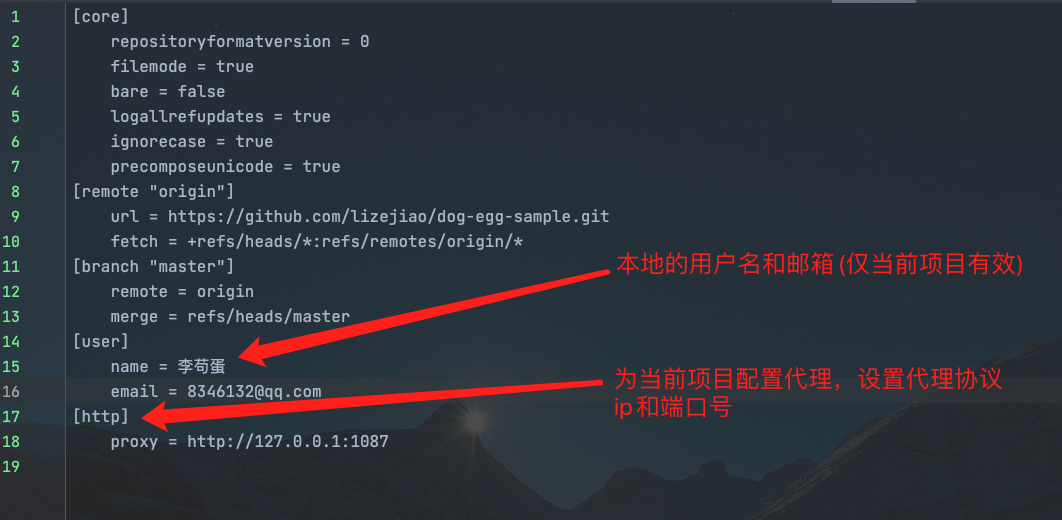 1 [core]
2 repositoryformatversion = 0
3 filemode = true
4 bare = false
5 logallrefupdates = true
6 ignorecase = true
7 precomposeunicode = true
8 [remote "origin"]
9 url = https://github.com/lizejiao/dog-egg-sample.git
10 fetch = +refs/heads/*:refs/remotes/origin/*
11 [branch "master"]
12 remote = origin
13 merge = refs/heads/master
14 [user]
15 name = 李苟蛋
16 email = 8346132@qq.com
17 [http]
18 proxy = http://127.0.0.1:1087
19
本地的用户名和邮箱(仅当前项目有效)
为当前项目配置代理，设置代理协议
ip和端口号